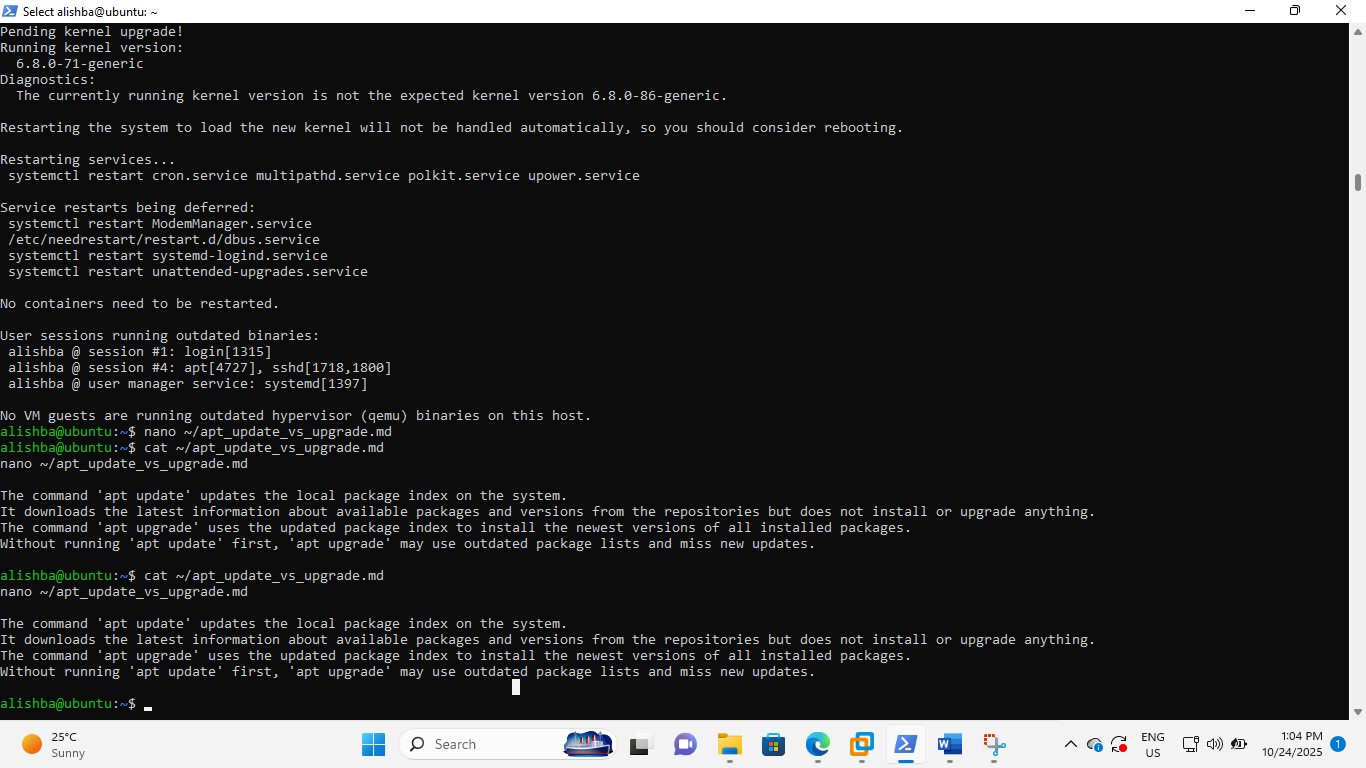 Select alishba@ubuntu: ~
Pending kernel upgrade!
Running kernel version:
  6.8.0-71-generic
Diagnostics:
  The currently running kernel version is not the expected kernel version 6.8.0-86-generic.
Restarting the system to load the new kernel will not be handled automatically, so you should consider rebooting.
Restarting services...
 systemctl restart cron.service multipathd.service polkit.service upower.service
Service restarts being deferred:
 systemctl restart ModemManager.service
 /etc/needrestart/restart.d/dbus.service
 systemctl restart systemd-logind.service
 systemctl restart unattended-upgrades.service
No containers need to be restarted.
User sessions running outdated binaries:
 alishba @ session #1: login[1315]
 alishba @ session #4: apt[4727], sshd[1718,1800]
 alishba @ user manager service: systemd[1397]
No VM guests are running outdated hypervisor (qemu) binaries on this host.
alishba@ubuntu:~$ nano ~/apt_update_vs_upgrade.md
alishba@ubuntu:~$ cat ~/apt_update_vs_upgrade.md
nano ~/apt_update_vs_upgrade.md
The command 'apt update' updates the local package index on the system.
It downloads the latest information about available packages and versions from the repositories but does not install or upgrade anything.
The command 'apt upgrade' uses the updated package index to install the newest versions of all installed packages.
Without running 'apt update' first, 'apt upgrade' may use outdated package lists and miss new updates.
alishba@ubuntu:~$ cat ~/apt_update_vs_upgrade.md
nano ~/apt_update_vs_upgrade.md
The command 'apt update' updates the local package index on the system.
It downloads the latest information about available packages and versions from the repositories but does not install or upgrade anything.
The command 'apt upgrade' uses the updated package index to install the newest versions of all installed packages.
Without running 'apt update' first, 'apt upgrade' may use outdated package lists and miss new updates.
alishba@ubuntu:~$
25°C
Sunny
Search
ENG
US
1:04 PM
10/24/2025
1